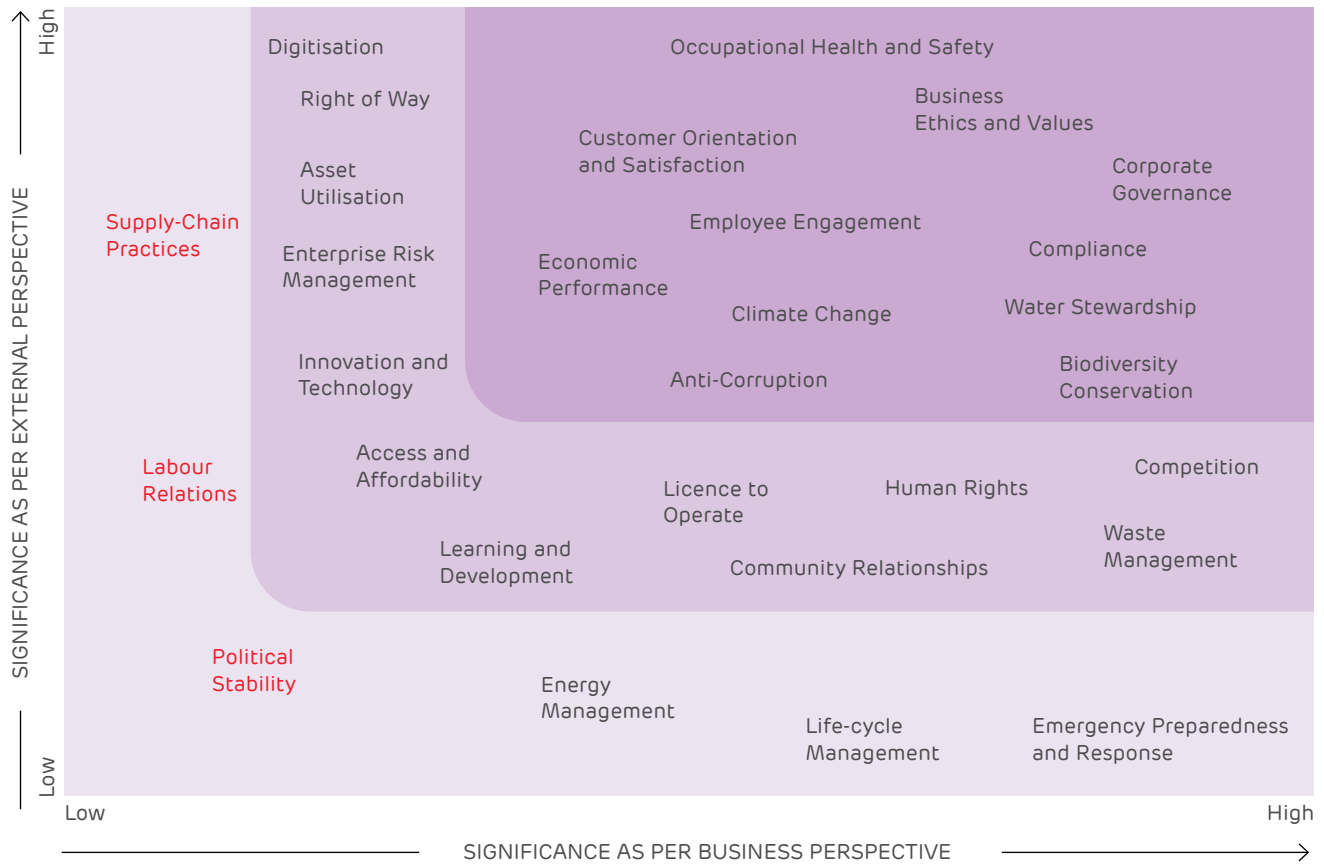 High
SIGNIFICANCE AS PER EXTERNAL PERSPECTIVE
Low
Digitisation
Occupational Health and Safety
Right of Way
Business
Ethics and Values
Customer Orientation
and Satisfaction
Asset
Utilisation
Corporate
Governance
Supply-Chain
Practices
Employee Engagement
Enterprise Risk
Management
Economic
Performance
Compliance
Climate Change
Water Stewardship
Innovation and
Technology
Anti-Corruption
Biodiversity
Conservation
Labour
Relations
Access and
Affordability
Licence to
Operate
Human Rights
Competition
Learning and
Development
Community Relationships
Waste
Management
Political
Stability
Energy
Management
Life-cycle
Management
Emergency Preparedness
and Response
Low
High
SIGNIFICANCE AS PER BUSINESS PERSPECTIVE